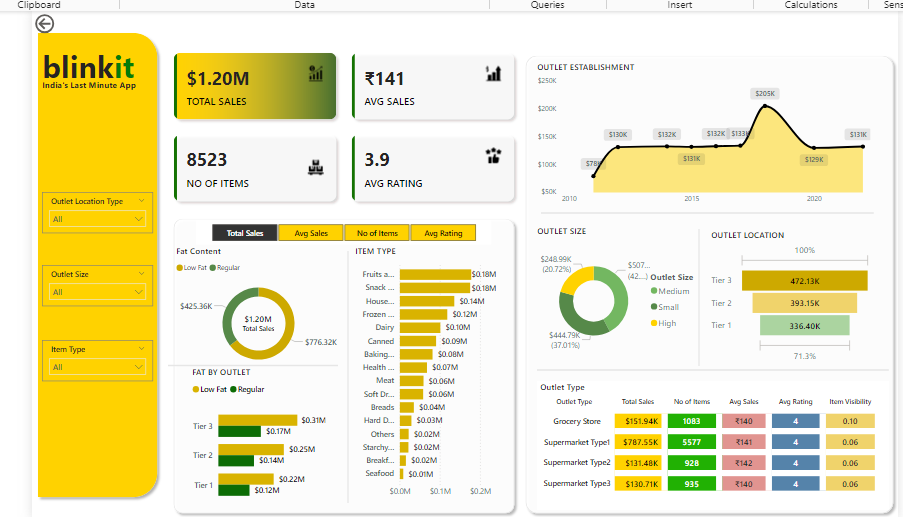 Clipboard
Data
Queries
Insert
Calculations
Sens
blinkit
India's Last Minute App
Outlet Location Type
All
Outlet Size
All
Item Type
All
$1.20M
TOTAL SALES
₹141
AVG SALES
8523
NO OF ITEMS
3.9
AVG RATING
Total Sales
Avg Sales
No of Items
Avg Rating
Fat Content
Low Fat Regular
$425.36K
$1.20M
Total Sales
$776.32K
FAT BY OUTLET
Low Fat Regular
Tier 3 $0.31M
$0.17M
Tier 2 $0.25M
$0.14M
Tier 1 $0.22M
$0.12M
ITEM TYPE
Fruits a... $0.18M
Snack ... $0.18M
House... $0.14M
Frozen ... $0.12M
Dairy $0.10M
Canned $0.09M
Baking... $0.08M
Health ... $0.07M
Meat $0.06M
Soft Dr... $0.06M
Breads $0.04M
Hard D... $0.03M
Others $0.02M
Starchy... $0.02M
Breakf... $0.02M
Seafood $0.01M
$0.0M $0.1M $0.2M
OUTLET ESTABLISHMENT
$250K
$200K
$150K
$100K
$50K
$78K
$130K
$132K
$131K
$132K
$133K
$205K
$129K
$131K
2010 2015 2020
OUTLET SIZE
$248.99K
(20.72%)
$507...
(42...)
$444.79K
(37.01%)
Outlet Size
Medium
Small
High
OUTLET LOCATION
100%
Tier 3 472.13K
Tier 2 393.15K
Tier 1 336.40K
71.3%
Outlet Type
Outlet Type Total Sales No of Items Avg Sales Avg Rating Item Visibility
Grocery Store $151.94K 1083 ₹140 4 0.10
Supermarket Type1 $787.55K 5577 ₹141 4 0.06
Supermarket Type2 $131.48K 928 ₹142 4 0.06
Supermarket Type3 $130.71K 935 ₹140 4 0.06